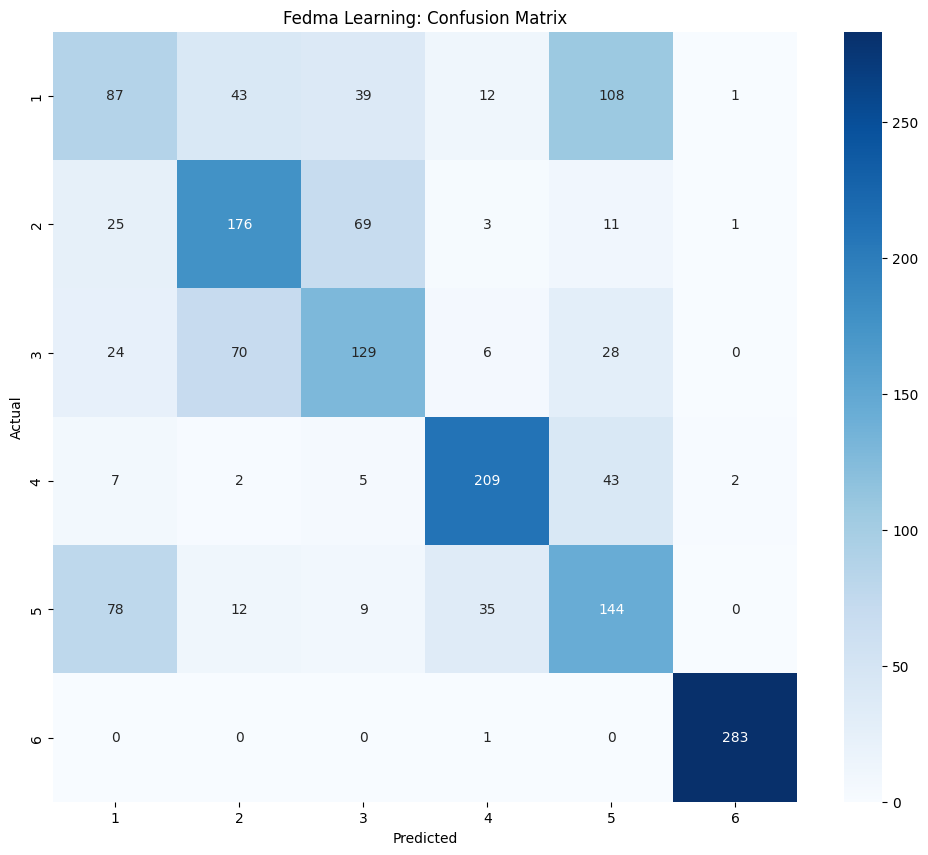 Fedma Learning: Confusion Matrix
1 87 43 39 12 108 1
2 25 176 69 3 11 1
3 24 70 129 6 28 0
4 7 2 5 209 43 2
5 78 12 9 35 144 0
6 0 0 0 1 0 283
1 2 3 4 5 6
Predicted
Actual
250
200
150
100
50
0